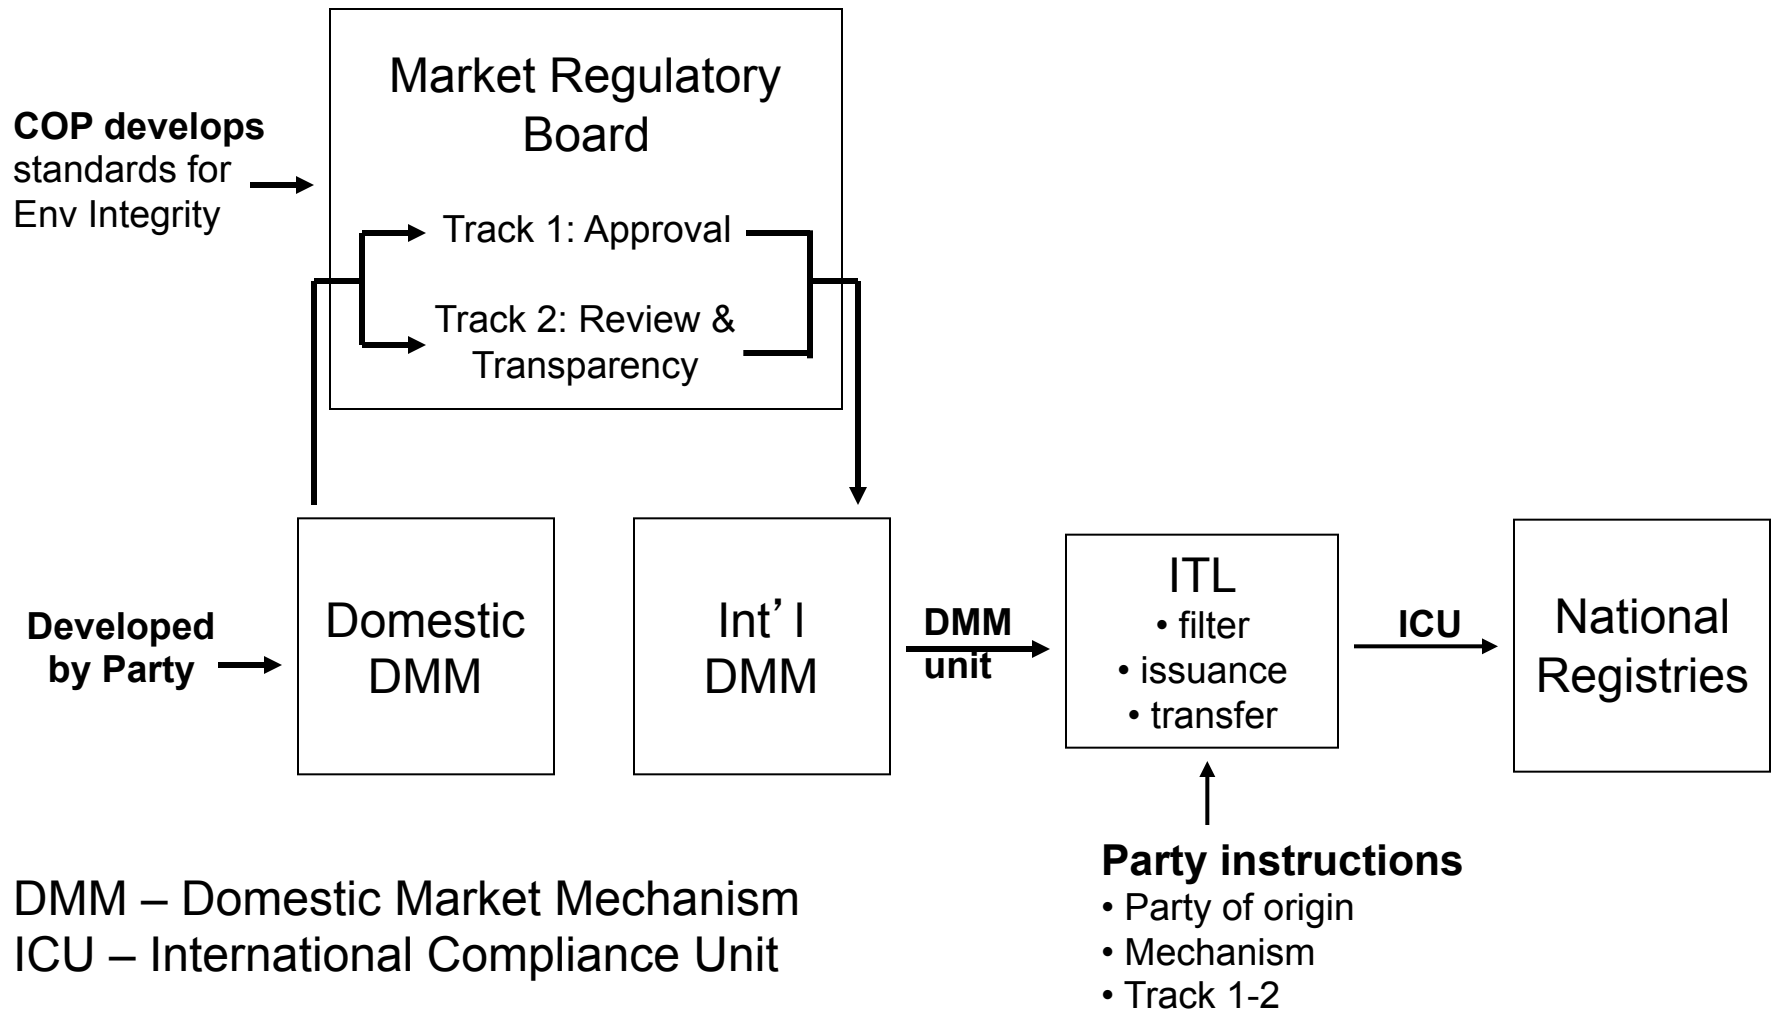 Market Regulatory
Board
COP develops
standards for
Env Integrity
Track 1: Approval
Track 2: Review &
Transparency
Developed
by Party
Domestic
DMM
Int’ l
DMM
DMM
unit
ITL
• filter
• issuance
• transfer
ICU
National
Registries
Party instructions
• Party of origin
• Mechanism
• Track 1-2
DMM – Domestic Market Mechanism
ICU – International Compliance Unit